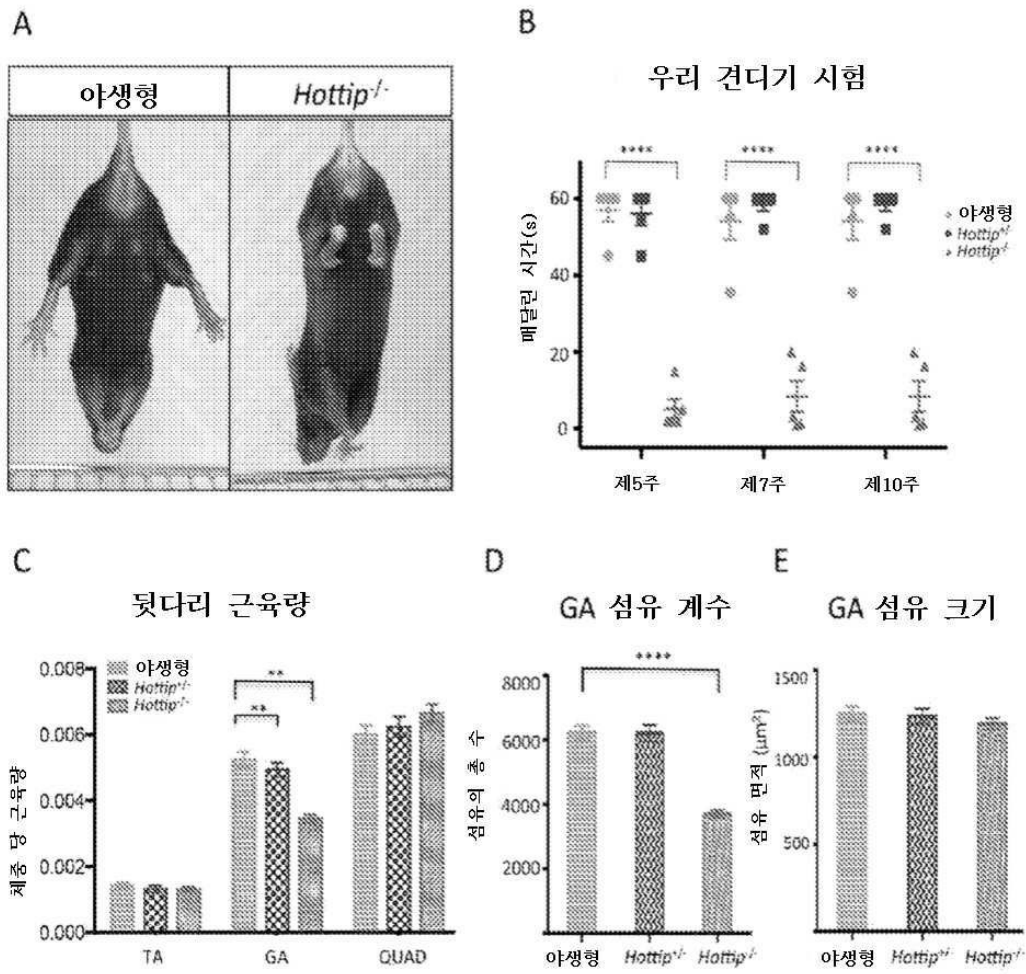 A
야생형
Hottip-/-
B
우리 견디기 시험
****
****
****
매달린 시간(s)
60
40
20
0
야생형
Hottip+/-
Hottip-/-
제5주
제7주
제10주
C
뒷다리 근육량
체중 당 근육량
0.008
0.006
0.004
0.002
0.000
야생형
Hottip+/-
Hottip-/-
**
**
TA
GA
QUAD
D
GA 섬유 계수
****
섬유의 총 수
8000
6000
4000
2000
야생형
Hottip+/-
Hottip-/-
E
GA 섬유 크기
섬유 면적 (μm²)
1500
1000
500
야생형
Hottip+/-
Hottip-/-